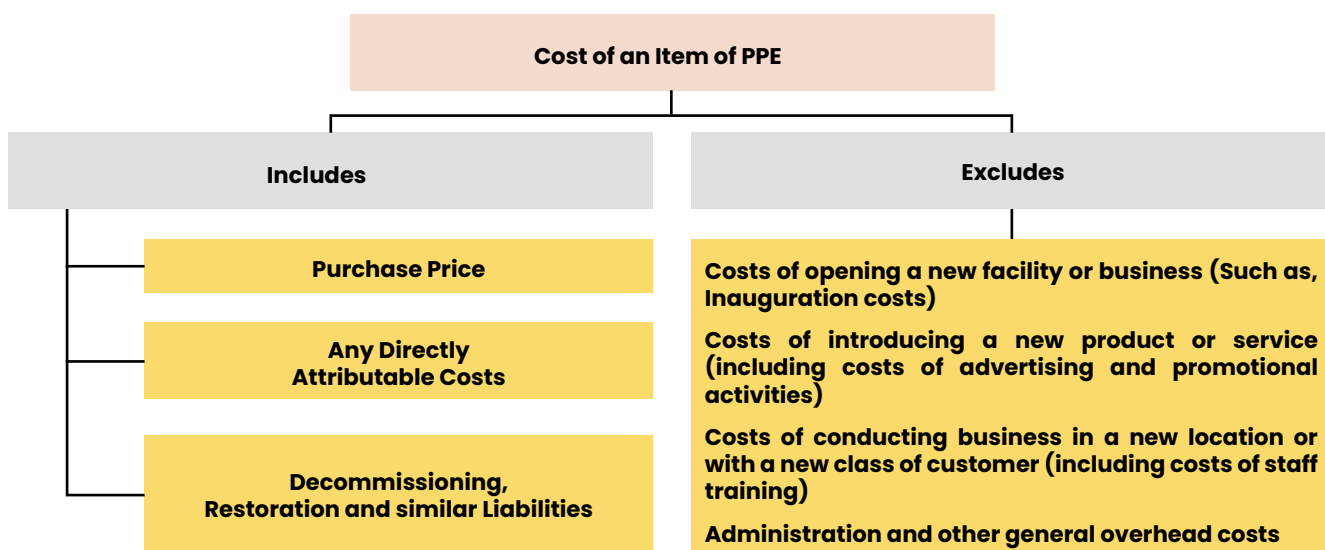 Cost of an Item of PPE
Includes
Purchase Price
Any Directly
Attributable Costs
Decommissioning,
Restoration and similar Liabilities
Excludes
Costs of opening a new facility or business (Such as,
Inauguration costs)
Costs of introducing a new product or service
(including costs of advertising and promotional
activities)
Costs of conducting business in a new location or
with a new class of customer (including costs of staff
training)
Administration and other general overhead costs